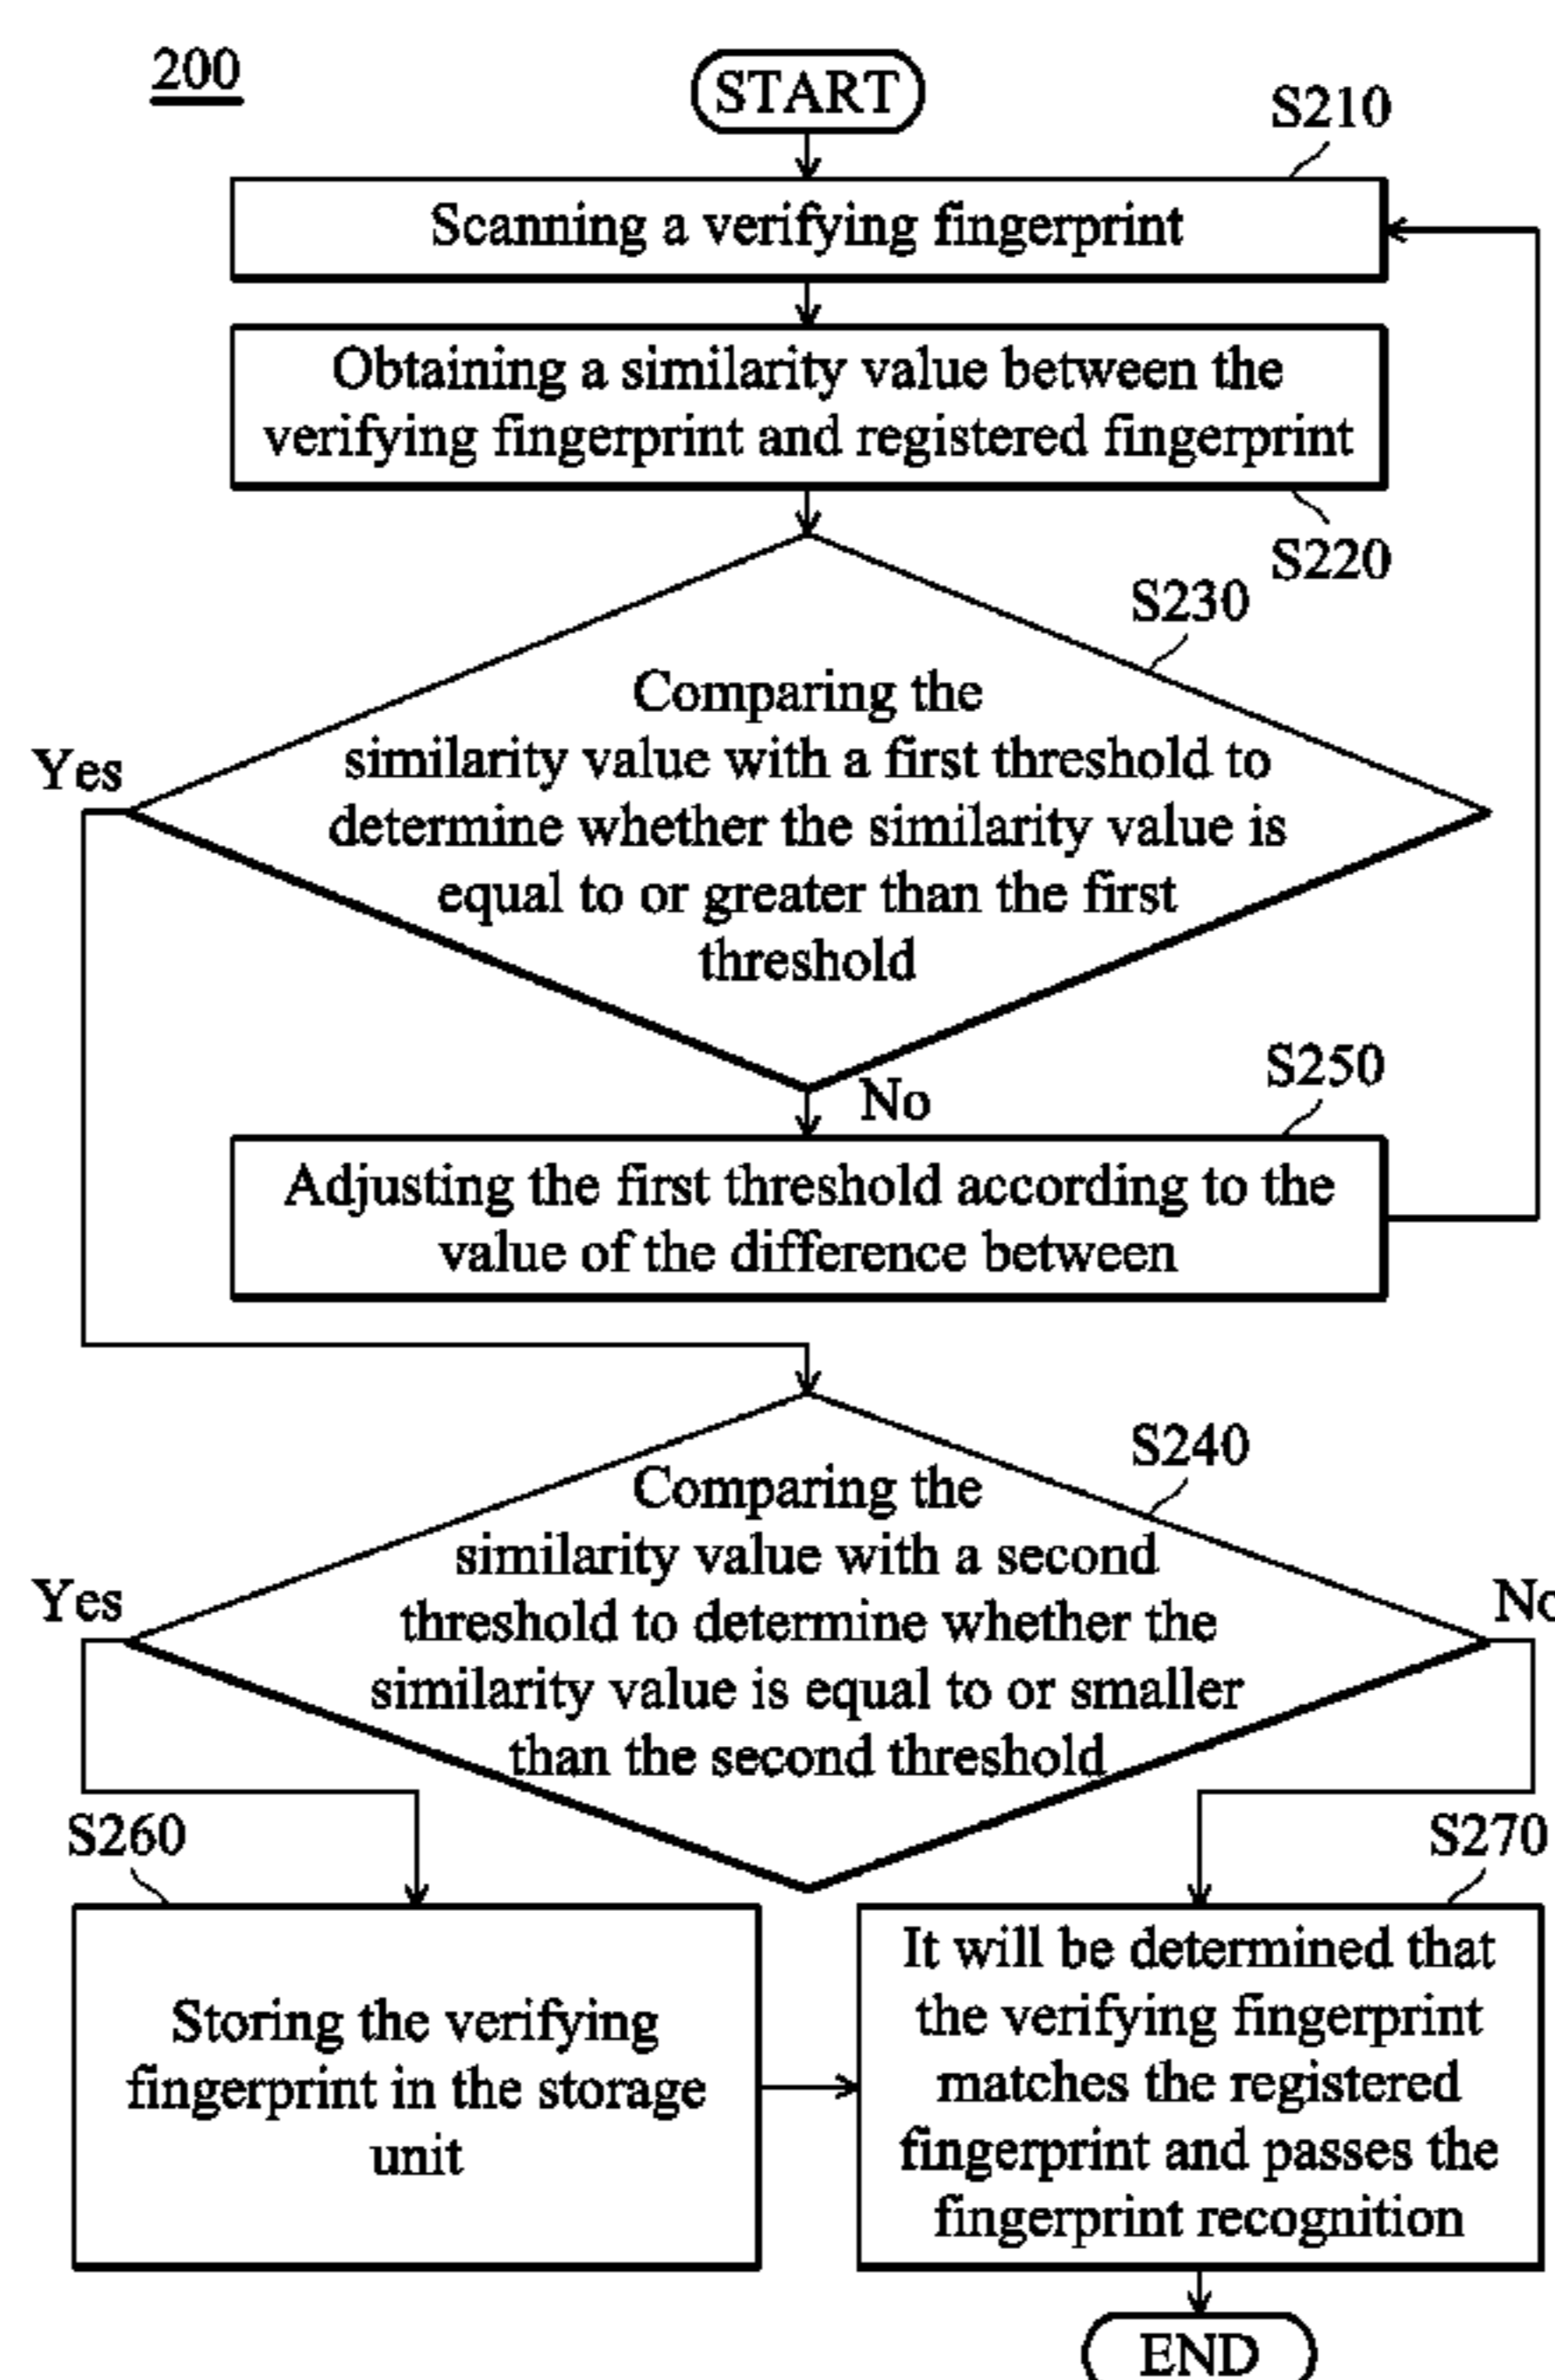 200
START
S210
Scanning a verifying fingerprint
Obtaining a similarity value between the
verifying fingerprint and registered fingerprint
S220
S230
Comparing the
similarity value with a first threshold to
determine whether the similarity value is
equal to or greater than the first
threshold
Yes
No
S250
Adjusting the first threshold according to the
value of the difference between
S240
Comparing the
similarity value with a second
threshold to determine whether the
similarity value is equal to or smaller
than the second threshold
Yes
No
S260
Storing the verifying
fingerprint in the storage
unit
S270
It will be determined that
the verifying fingerprint
matches the registered
fingerprint and passes the
fingerprint recognition
END